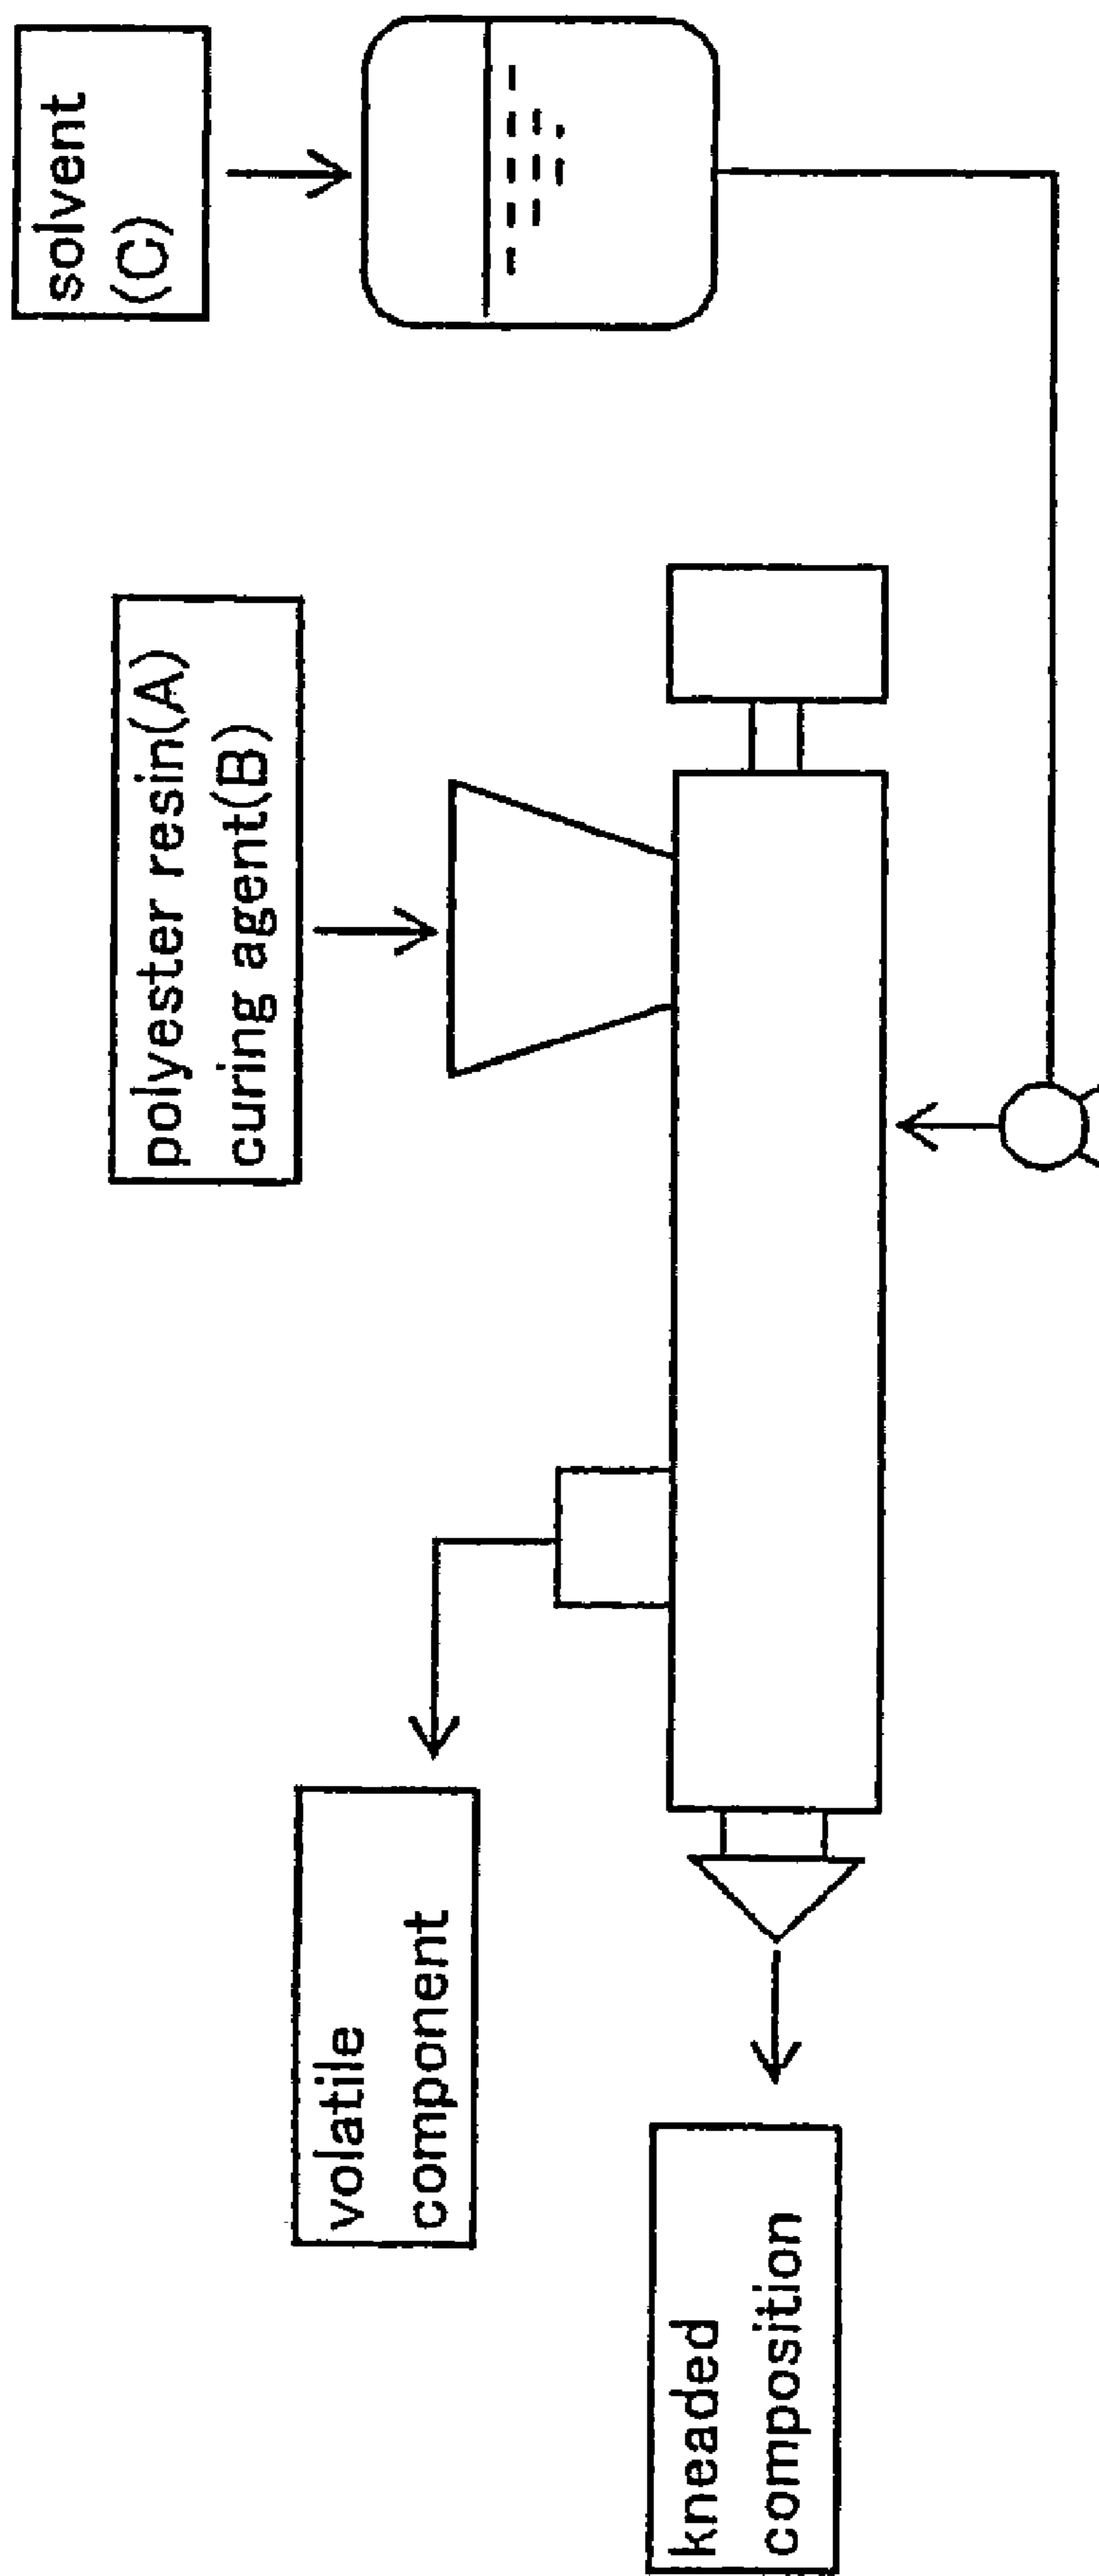 solvent
(C)
polyester resin(A)
curing agent(B)
volatile
component
kneaded
composition